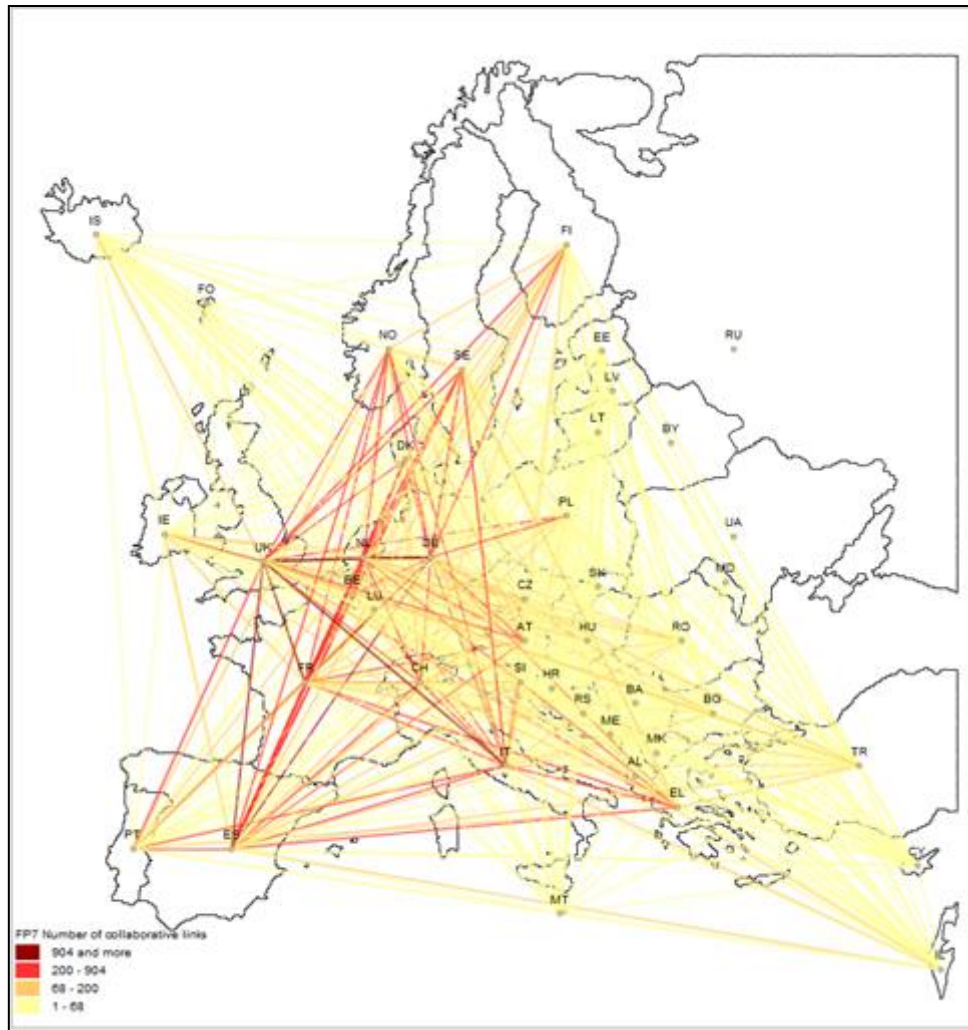 IS
FI
FO
NO
RU
EE
SE
LV
LT
BY
DK
PL
IE
UA
UK
NL
DE
BE
CZ
SK
MD
LU
AT
HU
RO
FR
CH
SI
HR
BA
RS
BG
ME
IT
MK
TR
AL
EL
PT
ES
MT
FP7 Number of collaborative links
904 and more
200 - 904
68 - 200
1 - 68